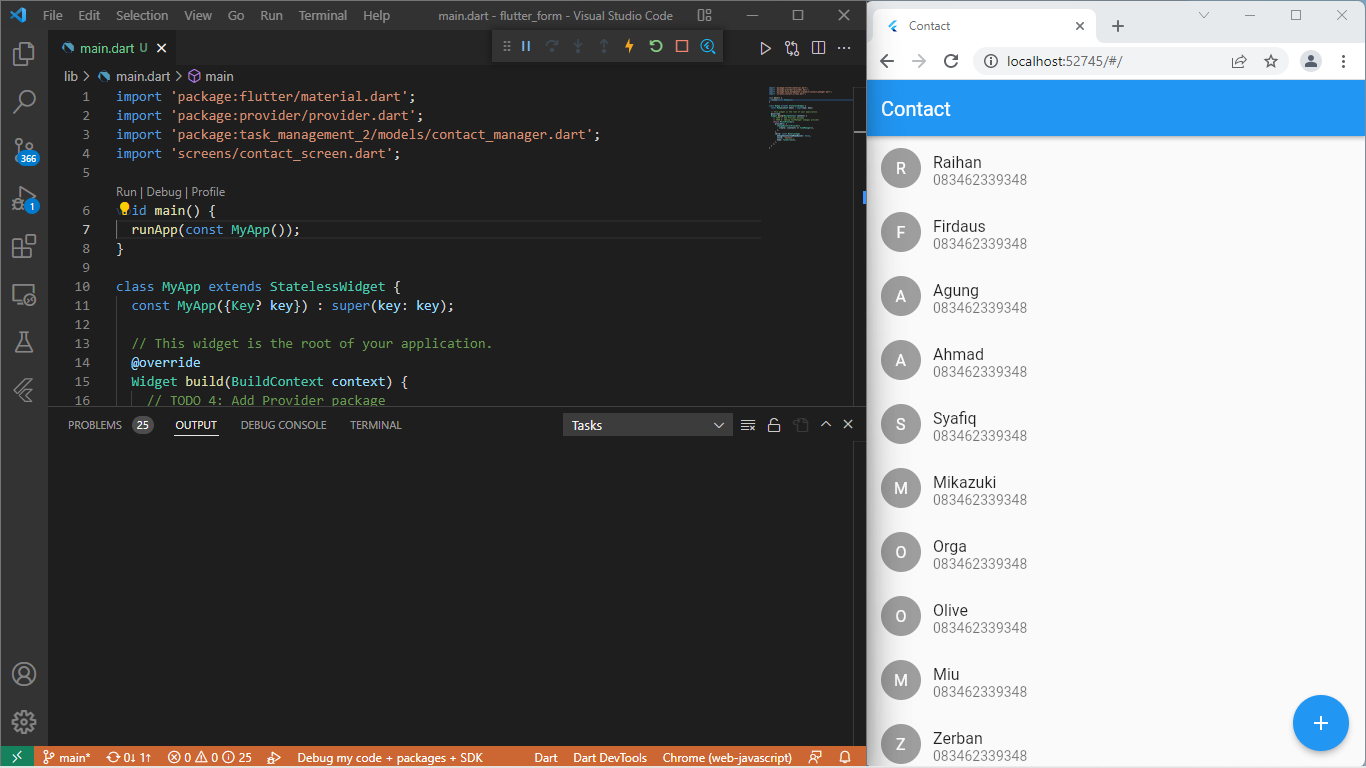 File Edit Selection View Go Run Terminal Help main.dart - flutter_form - Visual Studio Code
main.dart U
lib > main.dart > main
1 import 'package:flutter/material.dart';
2 import 'package:provider/provider.dart';
3 import 'package:task_management_2/models/contact_manager.dart';
4 import 'screens/contact_screen.dart';
5
Run | Debug | Profile
6 id main() {
7 runApp(const MyApp());
8 }
9
10 class MyApp extends StatelessWidget {
11 const MyApp({Key? key}) : super(key: key);
12
13 // This widget is the root of your application.
14 @override
15 Widget build(BuildContext context) {
16 // TODO 4: Add Provider package
366
1
PROBLEMS 25 OUTPUT DEBUG CONSOLE TERMINAL Tasks
main* 0↓ 1↑ 0 0 25 Debug my code + packages + SDK Dart Dart DevTools Chrome (web-javascript)
Contact
localhost:52745/#/
Contact
R Raihan
083462339348
F Firdaus
083462339348
A Agung
083462339348
A Ahmad
083462339348
S Syafiq
083462339348
M Mikazuki
083462339348
O Orga
083462339348
O Olive
083462339348
M Miu
083462339348
Z Zerban
083462339348
+